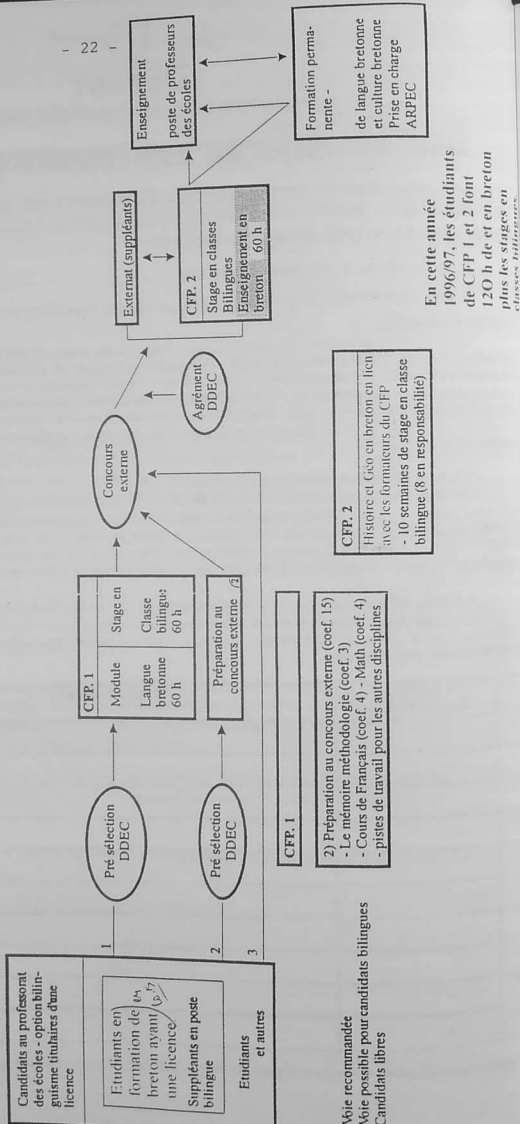 - 22 -
Candidats au professorat
des écoles - option bilin-
guisme titulaires d'une
licence
Etudiants en
formation de
breton ayant
une licence
Suppléants en poste
bilingue
Etudiants
et autres
1
2
3
Pré sélection
DDEC
Pré sélection
DDEC
CFP. 1
Module
Langue
bretonne
60 h
Stage en
Classe
bilingue
60 h
Préparation au
concours externe /2
Concours
externe
Agrément
DDEC
Externat (suppléants)
CFP. 2
Stage en classes
Bilingues
Enseignement en
breton 60 h
Enseignement
poste de professeurs
des écoles
Formation perma-
nente -
de langue bretonne
et culture bretonne
Prise en charge
ARPEC
Voie recommandée
Voie possible pour candidats bilingues
Candidats libres
CFP. 1
2) Préparation au concours externe (coef. 15)
- Le mémoire méthodologie (coef. 3)
- Cours de Français (coef. 4) - Math (coef. 4)
- pistes de travail pour les autres disciplines
CFP. 2
Histoire et Géo en breton en lien
avec les formateurs du CFP
- 10 semaines de stage en classe
bilingue (8 en responsabilité)
En cette année
1996/97, les étudiants
de CFP 1 et 2 font
120 h de et en breton
plus les stages en
classes bilingues